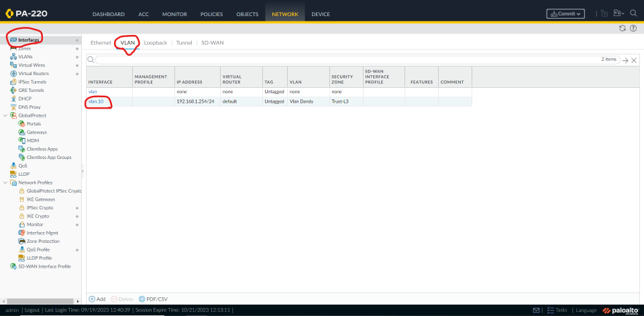 PA-220
DASHBOARD ACC MONITOR POLICIES OBJECTS NETWORK DEVICE
Commit
Interfaces
Zones
VLANs
Virtual Wires
Virtual Routers
IPSec Tunnels
GRE Tunnels
DHCP
DNS Proxy
GlobalProtect
Portals
Gateways
MDM
Clientless Apps
Clientless App Groups
QoS
LLDP
Network Profiles
GlobalProtect IPSec Crypto
IKE Gateways
IPSec Crypto
IKE Crypto
Monitor
Interface Mgmt
Zone Protection
QoS Profile
LLDP Profile
SD-WAN Interface Profile
Ethernet VLAN Loopback Tunnel SD-WAN
2 items
INTERFACE MANAGEMENT PROFILE IP ADDRESS VIRTUAL ROUTER TAG VLAN SECURITY ZONE SD-WAN INTERFACE PROFILE FEATURES COMMENT
vlan none none Untagged none none
vlan.10 192.168.1.254/24 default Untagged Vlan Danda Trust-L3
Add Delete PDF/CSV
admin | Logout | Last Login Time: 09/19/2023 12:40:39 | Session Expire Time: 10/21/2023 12:13:11 |
Tasks | Language paloalto